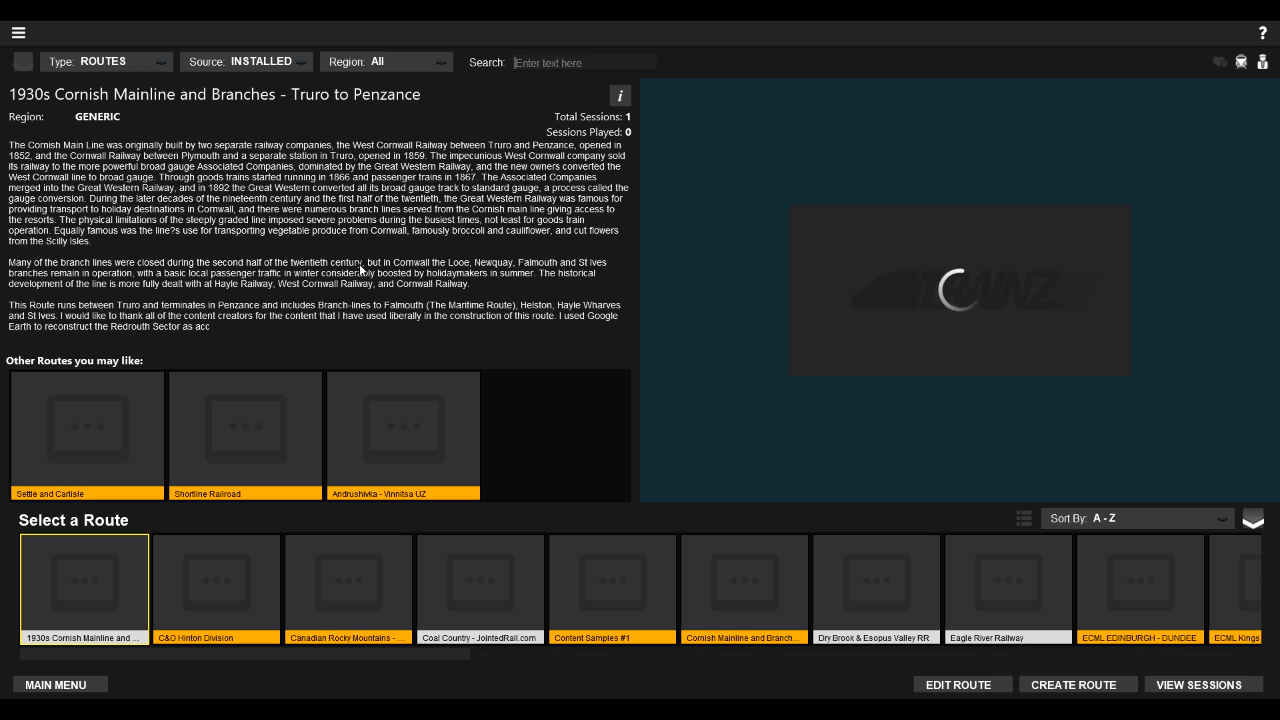 ?
Type: ROUTES
Source: INSTALLED
Region: All
Search: Enter text here
1930s Cornish Mainline and Branches - Truro to Penzance
i
Region: GENERIC
Total Sessions: 1
Sessions Played: 0
The Cornish Main Line was originally built by two separate railway companies, the West Cornwall Railway between Truro and Penzance, opened in
1852, and the Cornwall Railway between Plymouth and a separate station in Truro, opened in 1859. The impecunious West Cornwall company sold
its railway to the more powerful broad gauge Associated Companies, dominated by the Great Western Railway, and the new owners converted the
West Cornwall line to broad gauge. Through goods trains started running in 1866 and passenger trains in 1867. The Associated Companies
merged into the Great Western Railway, and in 1892 the Great Western converted all its broad gauge track to standard gauge, a process called the
gauge conversion. During the later decades of the nineteenth century and the first half of the twentieth, the Great Western Railway was famous for
providing transport to holiday destinations in Cornwall, and there were numerous branch lines served from the Cornish main line giving access to
the resorts. The physical limitations of the steeply graded line imposed severe problems during the busiest times, not least for goods train
operation. Equally famous was the line?s use for transporting vegetable produce from Cornwall, famously broccoli and cauliflower, and cut flowers
from the Scilly Isles.
Many of the branch lines were closed during the second half of the twentieth century, but in Cornwall the Looe, Newquay, Falmouth and St Ives
branches remain in operation, with a basic local passenger traffic in winter considerably boosted by holidaymakers in summer. The historical
development of the line is more fully dealt with at Hayle Railway, West Cornwall Railway, and Cornwall Railway.
This Route runs between Truro and terminates in Penzance and includes Branch-lines to Falmouth (The Maritime Route), Helston, Hayle Wharves
and St Ives. I would like to thank all of the content creators for the content that I have used liberally in the construction of this route. I used Google
Earth to reconstruct the Redrouth Sector as acc
TRAINZ
Other Routes you may like:
Settle and Carlisle
Shortline Railroad
Andrushivka - Vinnitsa UZ
Select a Route
Sort By: A - Z
1930s Cornish Mainline and ...
C&O Hinton Division
Canadian Rocky Mountains - ...
Coal Country - JointedRail.com
Content Samples #1
Cornish Mainline and Branch...
Dry Brook & Esopus Valley RR
Eagle River Railway
ECML EDINBURGH - DUNDEE
ECML Kings
MAIN MENU
EDIT ROUTE
CREATE ROUTE
VIEW SESSIONS